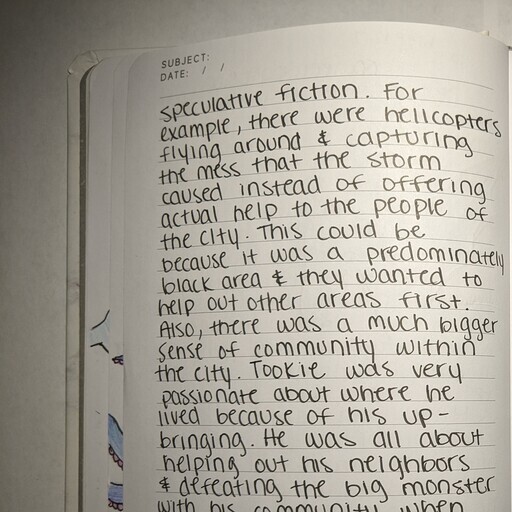 SUBJECT:
DATE: / /
speculative fiction. For
example, there were helicopters
flying around & capturing
the mess that the storm
caused instead of offering
actual help to the people of
the city. This could be
because it was a predominately
black area & they wanted to
help out other areas first.
Also, there was a much bigger
sense of community within
the city. Tookie was very
passionate about where he
lived because of his up-
bringing. He was all about
helping out his neighbors
& defeating the big monster
with his community when